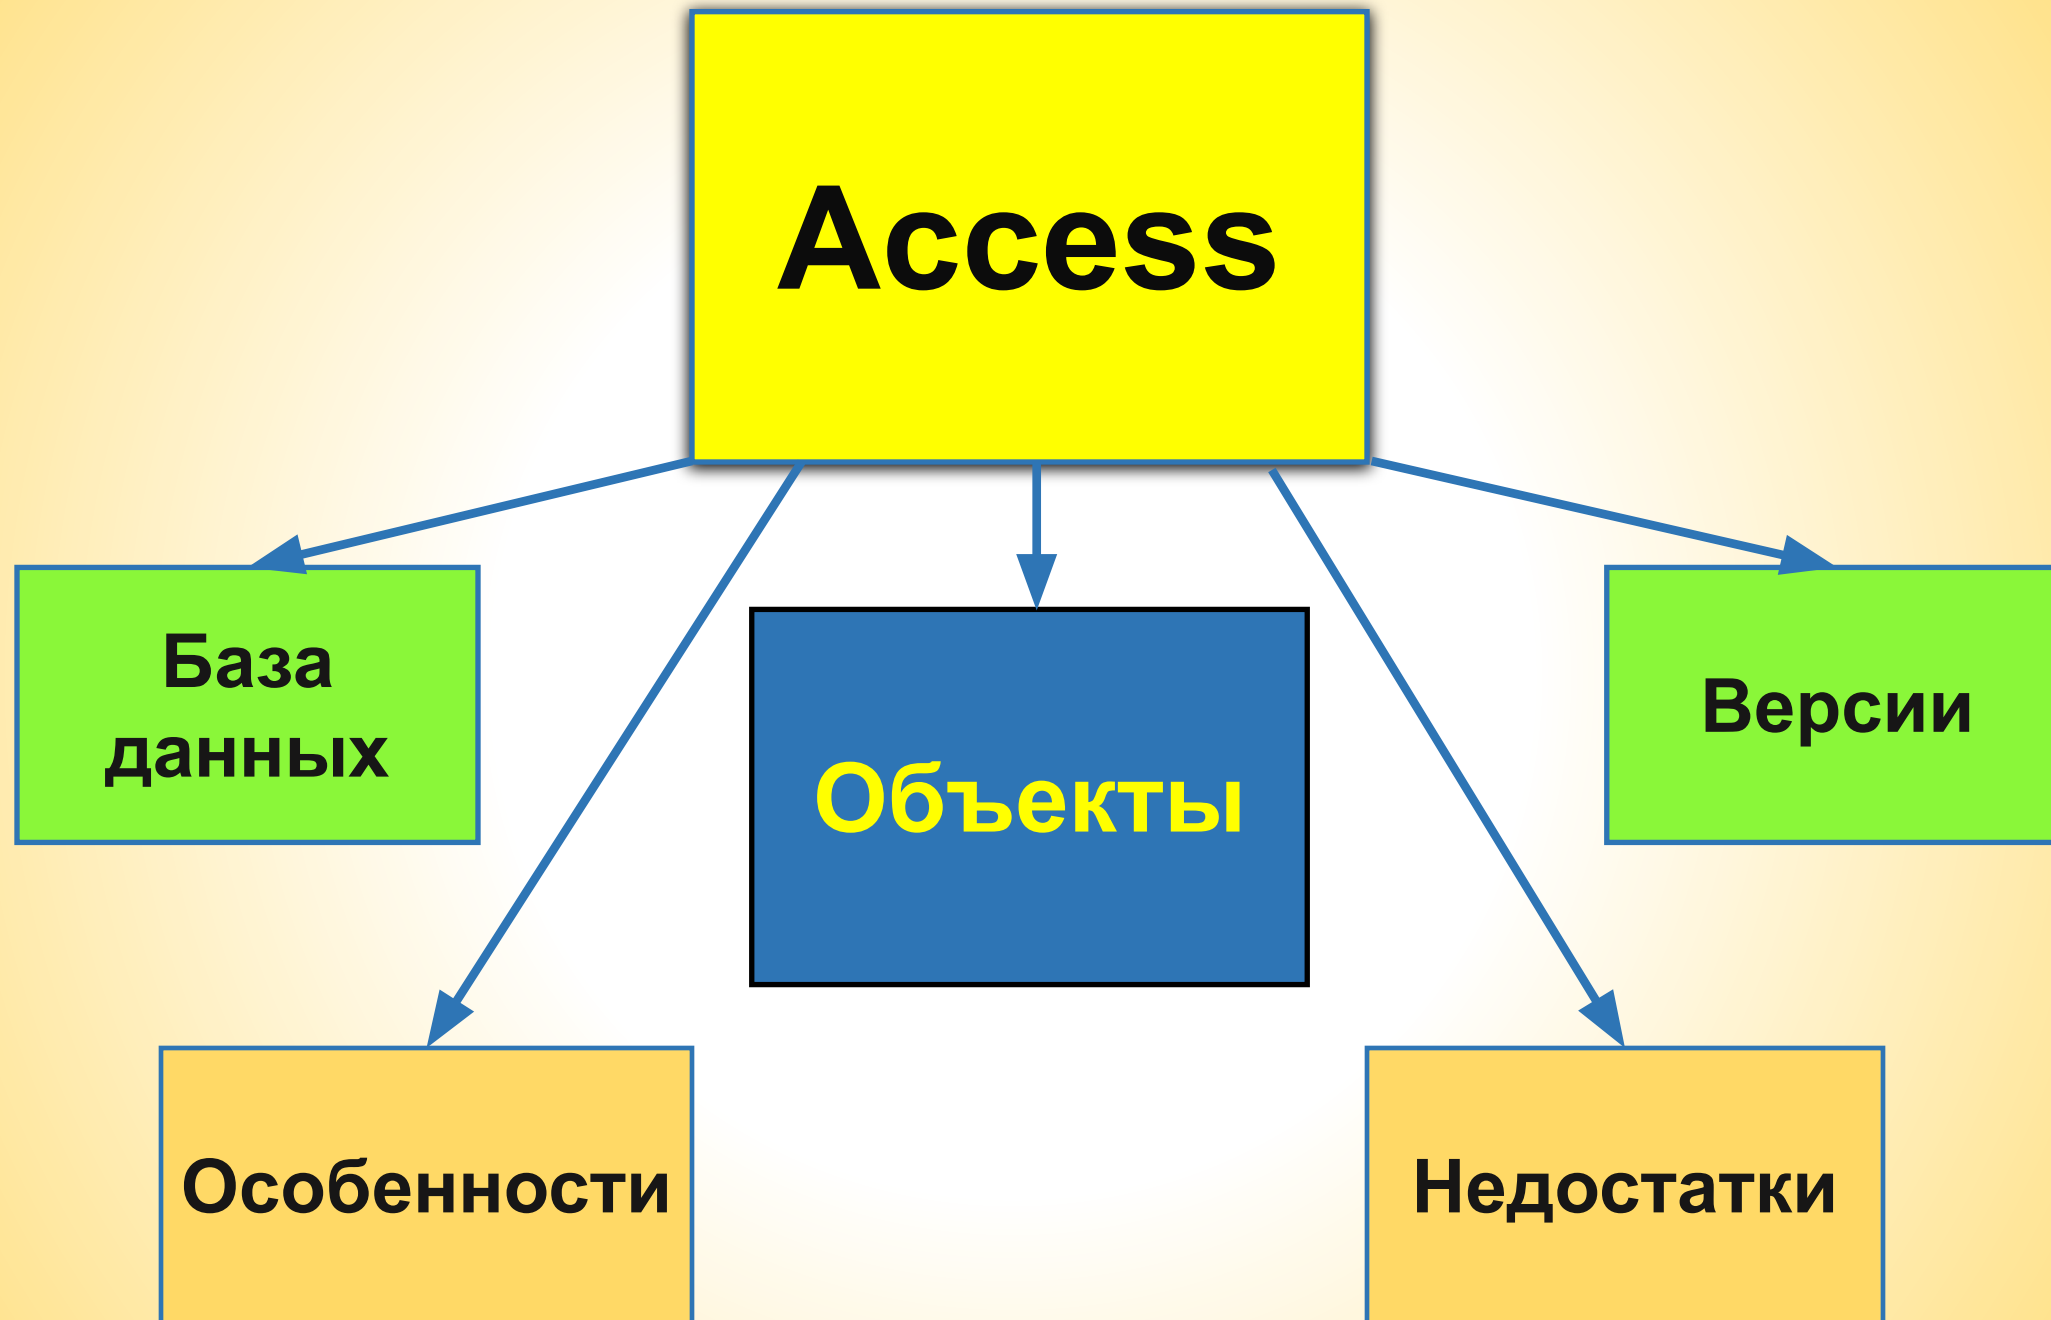 Access
База
данных
Объекты
Версии
Особенности
Недостатки